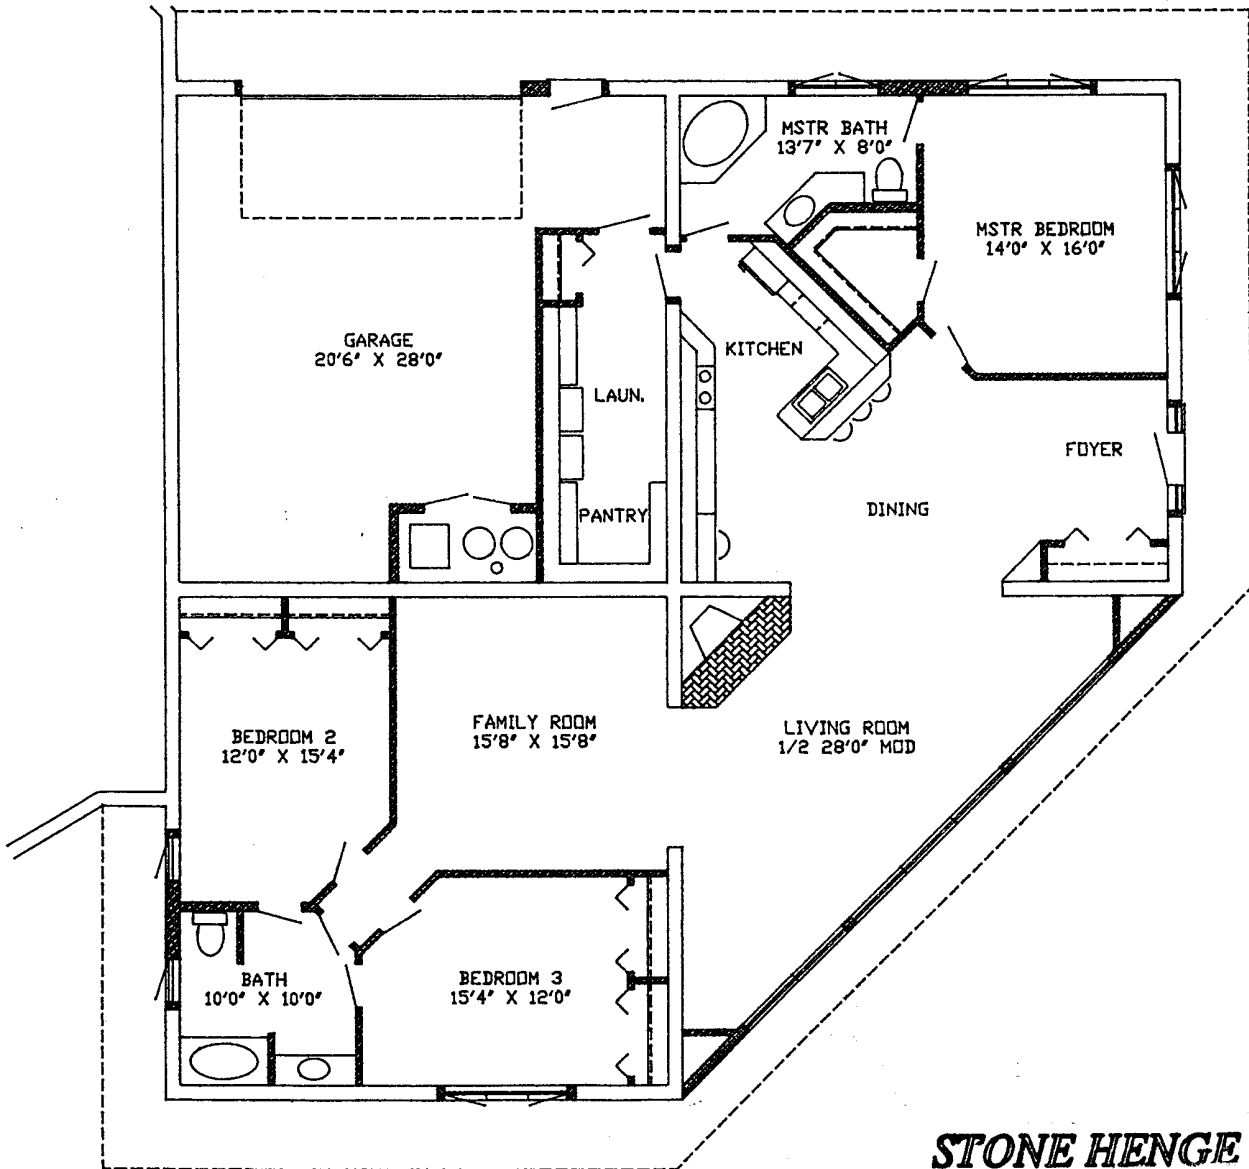 MSTR BATH
13'7" X 8'0"
MSTR BEDROOM
14'0" X 16'0"
GARAGE
20'6" X 28'0"
KITCHEN
LAUN.
FOYER
PANTRY
DINING
FAMILY ROOM
15'8" X 15'8"
BEDROOM 2
12'0" X 15'4"
LIVING ROOM
1/2 28'0" MOD
BATH
10'0" X 10'0"
BEDROOM 3
15'4" X 12'0"
STONE HENGE